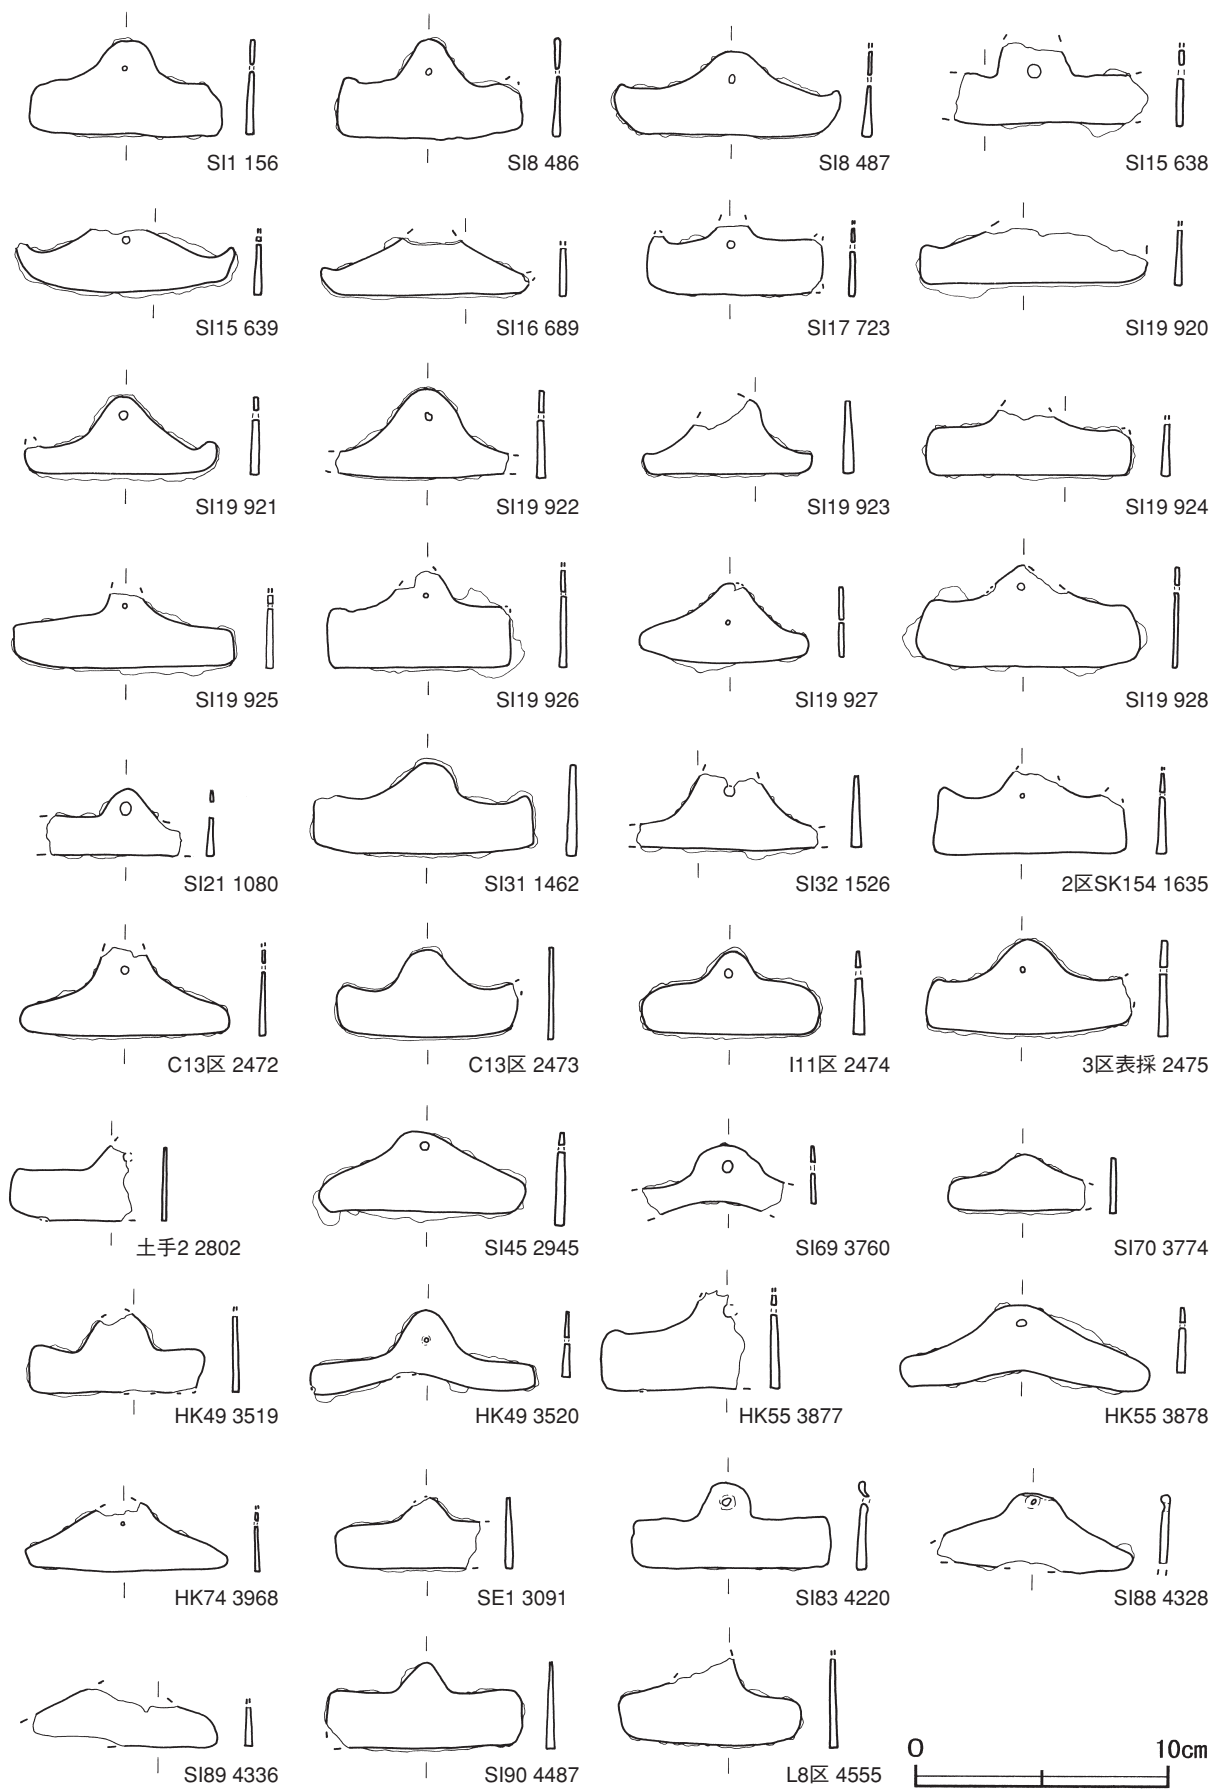 SI1 156
SI8 486
SI8 487
SI15 638
SI15 639
SI16 689
SI17 723
SI19 920
SI19 921
SI19 922
SI19 923
SI19 924
SI19 925
SI19 926
SI19 927
SI19 928
SI21 1080
SI31 1462
SI32 1526
2区SK154 1635
C13区 2472
C13区 2473
I11区 2474
3区表採 2475
土手2 2802
SI45 2945
SI69 3760
SI70 3774
HK49 3519
HK49 3520
HK55 3877
HK55 3878
HK74 3968
SE1 3091
SI83 4220
SI88 4328
SI89 4336
SI90 4487
L8区 4555
0 10cm